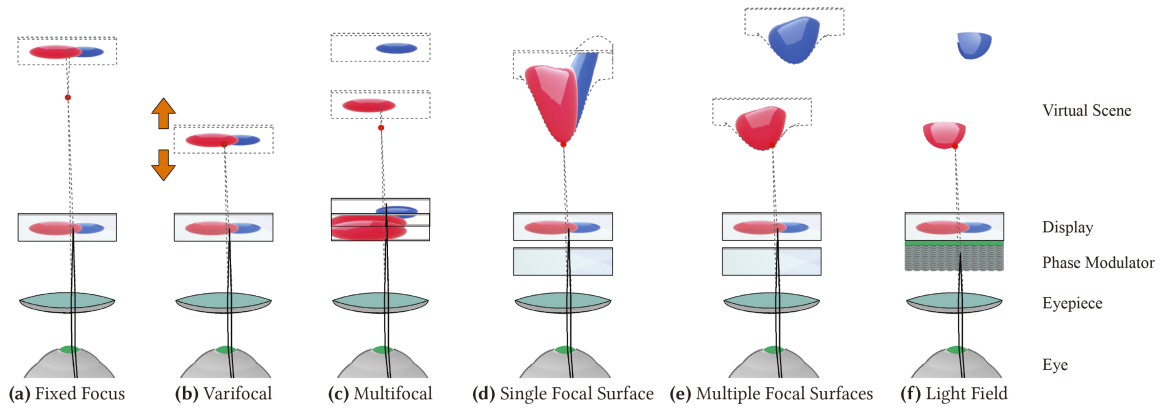 Virtual Scene
Display
Phase Modulator
Eyepiece
Eye
(a) Fixed Focus
(b) Varifocal
(c) Multifocal
(d) Single Focal Surface
(e) Multiple Focal Surfaces
(f) Light Field